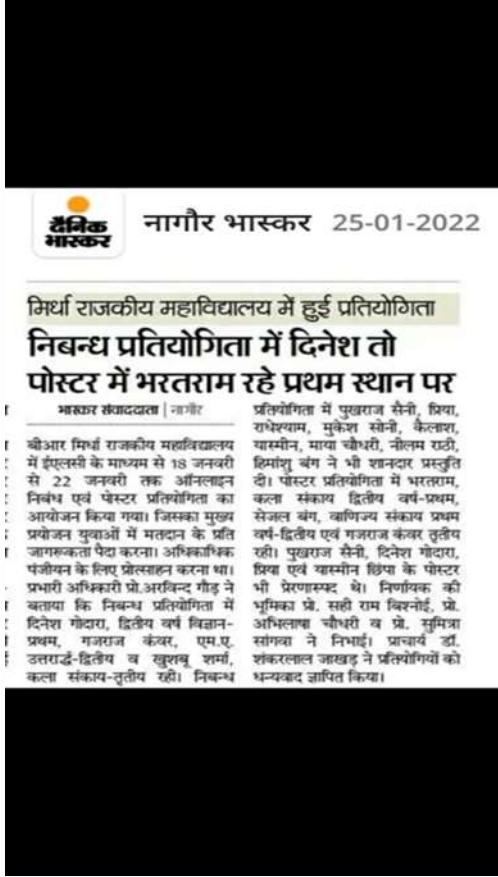 दैनिक
भास्कर
नागौर भास्कर 25-01-2022
मिर्धा राजकीय महाविद्यालय में हुई प्रतियोगिता
निबन्ध प्रतियोगिता में दिनेश तो
पोस्टर में भरतराम रहे प्रथम स्थान पर
भास्कर संवाददाता | नागौर
बीआर मिर्धा राजकीय महाविद्यालय
में ईएलसी के माध्यम से 18 जनवरी
से 22 जनवरी तक ऑनलाइन
निबंध एवं पोस्टर प्रतियोगिता का
आयोजन किया गया। जिसका मुख्य
प्रयोजन युवाओं में मतदान के प्रति
जागरूकता पैदा करना। अधिकाधिक
पंजीयन के लिए प्रोत्साहन करना था।
प्रभारी अधिकारी प्रो.अरविन्द गौड़ ने
बताया कि निबन्ध प्रतियोगिता में
दिनेश गोदारा, द्वितीय वर्ष विज्ञान-
प्रथम, गजराज कंवर, एम.ए.
उत्तरार्द्ध-द्वितीय व खुशबू शर्मा,
कला संकाय-तृतीय रही। निबन्ध
प्रतियोगिता में पुखराज सैनी, प्रिया,
राधेश्याम, मुकेश सोनी, कैलाश,
यास्मीन, माया चौधरी, नीलम राठी,
हिमांशु बंग ने भी शानदार प्रस्तुति
दी। पोस्टर प्रतियोगिता में भरतराम,
कला संकाय द्वितीय वर्ष-प्रथम,
सेजल बंग, वाणिज्य संकाय प्रथम
वर्ष-द्वितीय एवं गजराज कंवर तृतीय
रही। पुखराज सैनी, दिनेश गोदारा,
प्रिया एवं यास्मीन छिंपा के पोस्टर
भी प्रेरणास्पद थे। निर्णायक की
भूमिका प्रो. सही राम बिश्नोई, प्रो.
अभिलाषा चौधरी व प्रो. सुमित्रा
सांगवा ने निभाई। प्राचार्य डॉ.
शंकरलाल जाखड़ ने प्रतियोगियों को
धन्यवाद ज्ञापित किया।